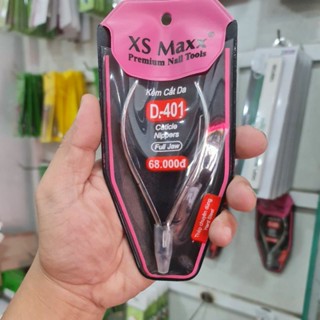 XS Maxx®
Premium Nail Tools
Kềm Cắt Da
D-401
Cuticle
Nippers
Full Jaw
68.000đ